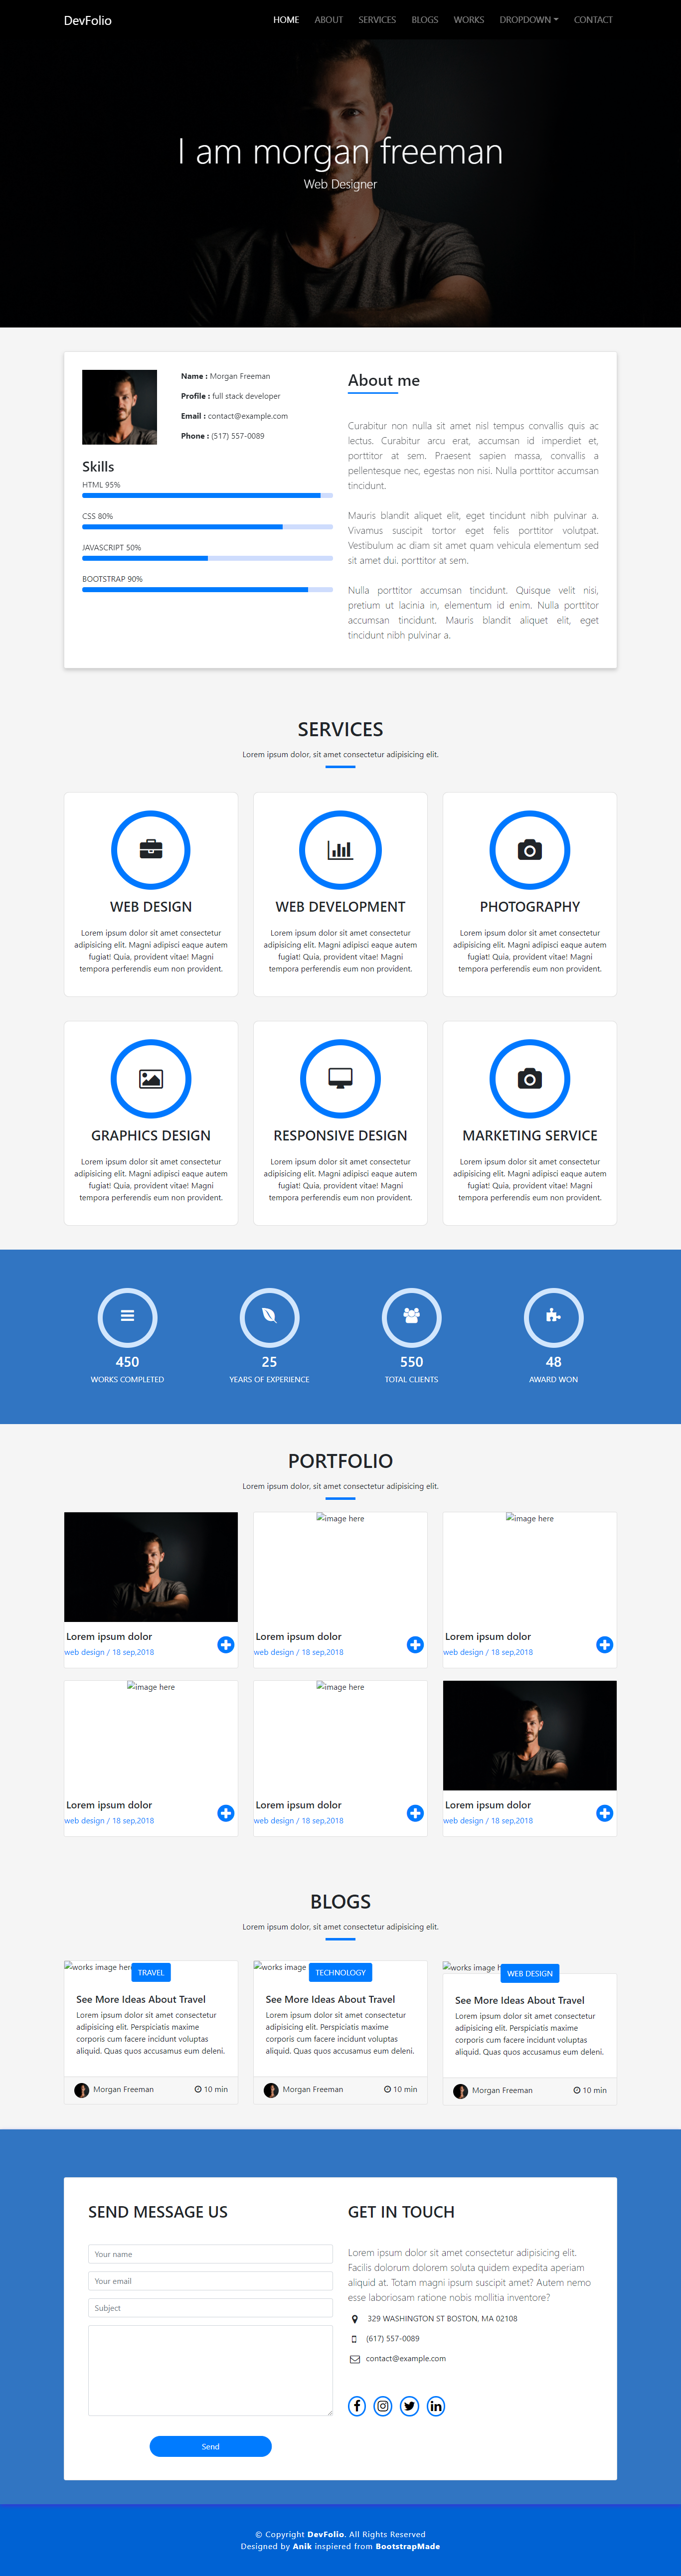 DevFolio
HOME ABOUT SERVICES BLOGS WORKS DROPDOWN CONTACT
I am morgan freeman
Web Designer
Name : Morgan Freeman
Profile : full stack developer
Email : contact@example.com
Phone : (517) 557-0089
Skills
HTML 95%
CSS 80%
JAVASCRIPT 50%
BOOTSTRAP 90%
About me
Curabitur non nulla sit amet nisl tempus convallis quis ac
lectus. Curabitur arcu erat, accumsan id imperdiet et,
porttitor at sem. Praesent sapien massa, convallis a
pellentesque nec, egestas non nisi. Nulla porttitor accumsan
tincidunt.
Mauris blandit aliquet elit, eget tincidunt nibh pulvinar a.
Vivamus suscipit tortor eget felis porttitor volutpat.
Vestibulum ac diam sit amet quam vehicula elementum sed
sit amet dui. porttitor at sem.
Nulla porttitor accumsan tincidunt. Quisque velit nisi,
pretium ut lacinia in, elementum id enim. Nulla porttitor
accumsan tincidunt. Mauris blandit aliquet elit, eget
tincidunt nibh pulvinar a.
SERVICES
Lorem ipsum dolor, sit amet consectetur adipisicing elit.
WEB DESIGN
Lorem ipsum dolor sit amet consectetur
adipisicing elit. Magni adipisci eaque autem
fugiat! Quia, provident vitae! Magni
tempora perferendis eum non provident.
WEB DEVELOPMENT
Lorem ipsum dolor sit amet consectetur
adipisicing elit. Magni adipisci eaque autem
fugiat! Quia, provident vitae! Magni
tempora perferendis eum non provident.
PHOTOGRAPHY
Lorem ipsum dolor sit amet consectetur
adipisicing elit. Magni adipisci eaque autem
fugiat! Quia, provident vitae! Magni
tempora perferendis eum non provident.
GRAPHICS DESIGN
Lorem ipsum dolor sit amet consectetur
adipisicing elit. Magni adipisci eaque autem
fugiat! Quia, provident vitae! Magni
tempora perferendis eum non provident.
RESPONSIVE DESIGN
Lorem ipsum dolor sit amet consectetur
adipisicing elit. Magni adipisci eaque autem
fugiat! Quia, provident vitae! Magni
tempora perferendis eum non provident.
MARKETING SERVICE
Lorem ipsum dolor sit amet consectetur
adipisicing elit. Magni adipisci eaque autem
fugiat! Quia, provident vitae! Magni
tempora perferendis eum non provident.
450
WORKS COMPLETED
25
YEARS OF EXPERIENCE
550
TOTAL CLIENTS
48
AWARD WON
PORTFOLIO
Lorem ipsum dolor, sit amet consectetur adipisicing elit.
Lorem ipsum dolor
web design / 18 sep,2018
image here
Lorem ipsum dolor
web design / 18 sep,2018
image here
Lorem ipsum dolor
web design / 18 sep,2018
image here
Lorem ipsum dolor
web design / 18 sep,2018
image here
Lorem ipsum dolor
web design / 18 sep,2018
Lorem ipsum dolor
web design / 18 sep,2018
BLOGS
Lorem ipsum dolor, sit amet consectetur adipisicing elit.
works image her
TRAVEL
See More Ideas About Travel
Lorem ipsum dolor sit amet consectetur
adipisicing elit. Perspiciatis maxime
corporis cum facere incidunt voluptas
aliquid. Quas quos accusamus eum deleni.
Morgan Freeman 10 min
works image
TECHNOLOGY
See More Ideas About Travel
Lorem ipsum dolor sit amet consectetur
adipisicing elit. Perspiciatis maxime
corporis cum facere incidunt voluptas
aliquid. Quas quos accusamus eum deleni.
Morgan Freeman 10 min
works image h
WEB DESIGN
See More Ideas About Travel
Lorem ipsum dolor sit amet consectetur
adipisicing elit. Perspiciatis maxime
corporis cum facere incidunt voluptas
aliquid. Quas quos accusamus eum deleni.
Morgan Freeman 10 min
SEND MESSAGE US
Your name
Your email
Subject
Send
GET IN TOUCH
Lorem ipsum dolor sit amet consectetur adipisicing elit.
Facilis dolorum dolorem soluta quidem expedita aperiam
aliquid at. Totam magni ipsum suscipit amet? Autem nemo
esse laboriosam ratione nobis mollitia inventore?
329 WASHINGTON ST BOSTON, MA 02108
(617) 557-0089
contact@example.com
© Copyright DevFolio. All Rights Reserved
Designed by Anik inspiered from BootstrapMade